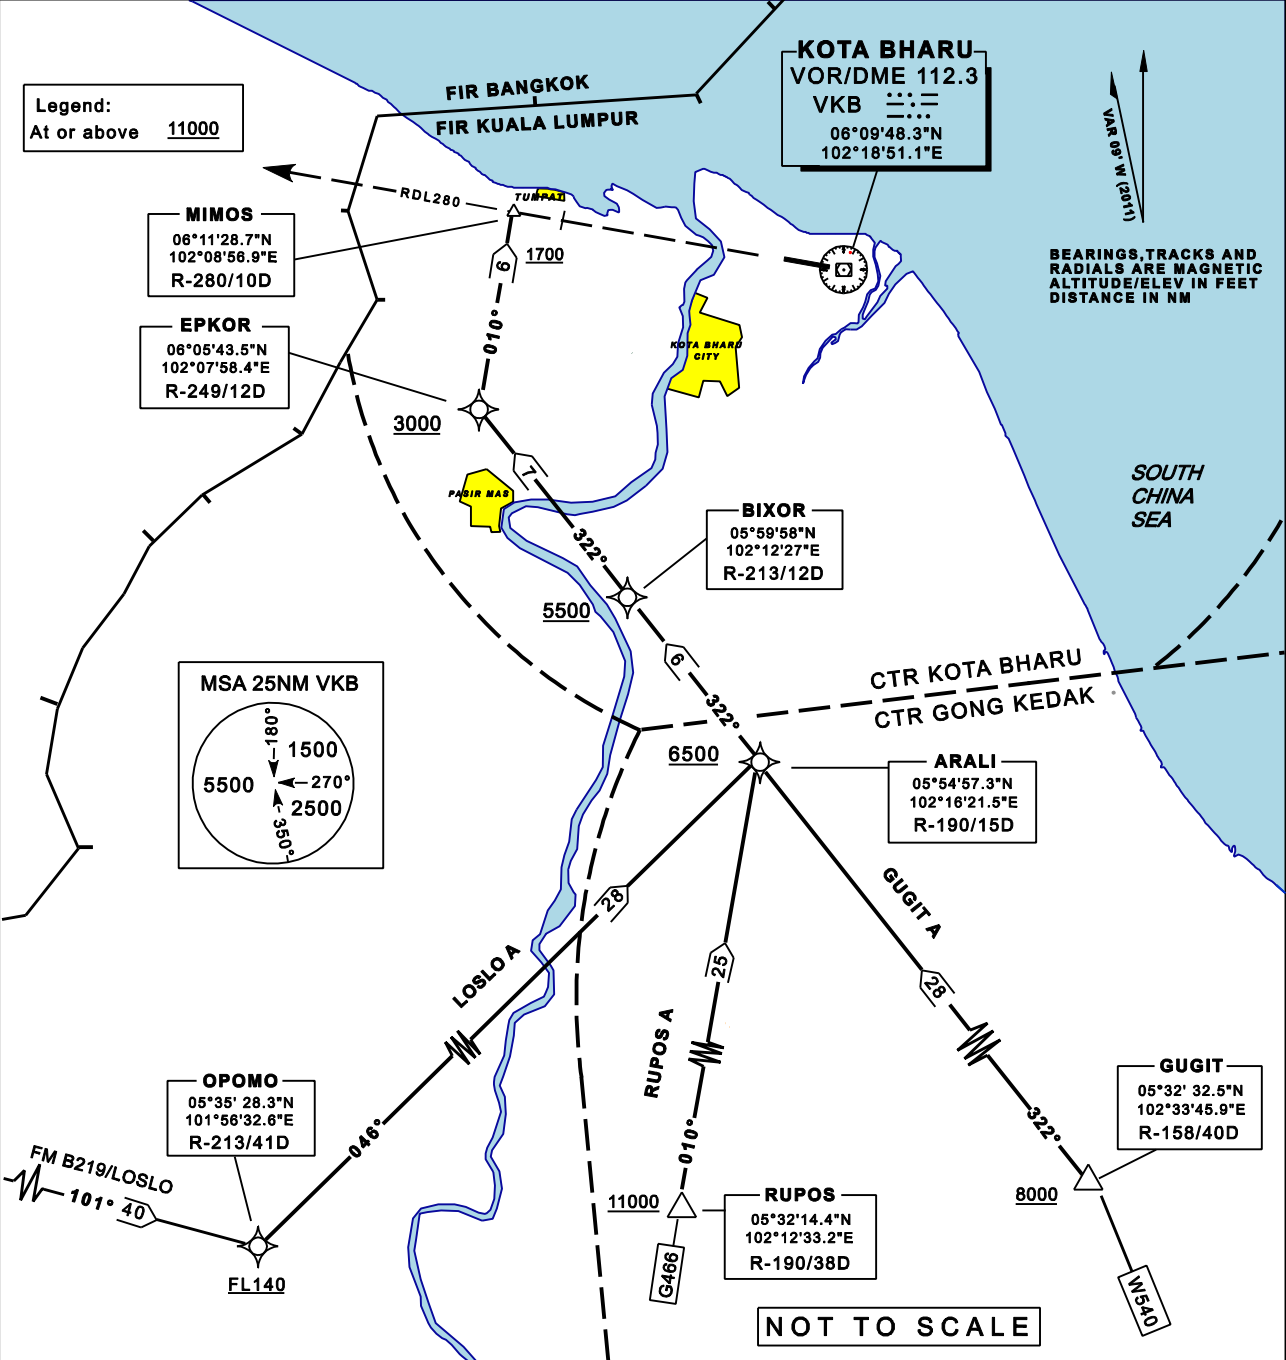 FIR BANGKOK
FIR KUALA LUMPUR
Legend:
At or above 11000
KOTA BHARU
VOR/DME 112.3
VKB
06°09'48.3"N
102°18'51.1"E
VAR 09' W (2011)
BEARINGS,TRACKS AND
RADIALS ARE MAGNETIC
ALTITUDE/ELEV IN FEET
DISTANCE IN NM
RDL280
TUMPAT
MIMOS
06°11'28.7"N
102°08'56.9"E
R-280/10D
6
1700
010°
EPKOR
06°05'43.5"N
102°07'58.4"E
R-249/12D
3000
KOTA BHARU
CITY
7
PASIR MAS
322°
SOUTH
CHINA
SEA
BIXOR
05°59'58"N
102°12'27"E
R-213/12D
5500
6
322°
CTR KOTA BHARU
CTR GONG KEDAK
MSA 25NM VKB
180°
1500
5500
270°
2500
350°
6500
ARALI
05°54'57.3"N
102°16'21.5"E
R-190/15D
28
LOSLO A
25
RUPOS A
GUGIT A
28
OPOMO
05°35' 28.3"N
101°56'32.6"E
R-213/41D
046°
010°
322°
GUGIT
05°32' 32.5"N
102°33'45.9"E
R-158/40D
FM B219/LOSLO
101° 40
FL140
11000
RUPOS
05°32'14.4"N
102°12'33.2"E
R-190/38D
8000
G466
W540
NOT TO SCALE